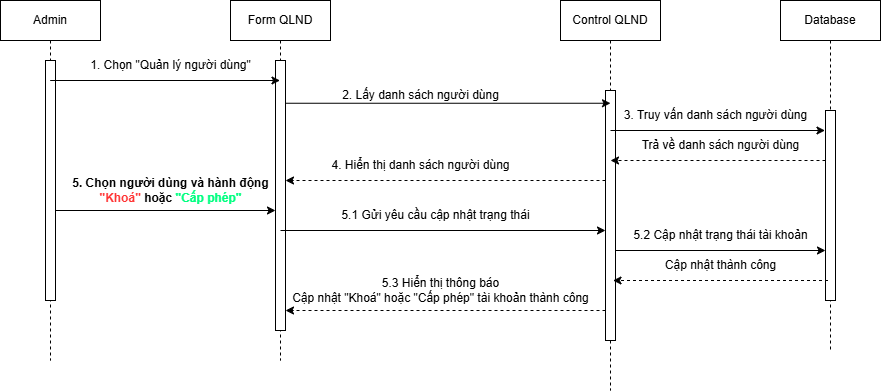 Admin
Form QLND
Control QLND
Database
1. Chọn "Quản lý người dùng"
2. Lấy danh sách người dùng
3. Truy vấn danh sách người dùng
Trả về danh sách người dùng
4. Hiển thị danh sách người dùng
5. Chọn người dùng và hành động
"Khoá" hoặc "Cấp phép"
5.1 Gửi yêu cầu cập nhật trạng thái
5.2 Cập nhật trạng thái tài khoản
Cập nhật thành công
5.3 Hiển thị thông báo
Cập nhật "Khoá" hoặc "Cấp phép" tài khoản thành công